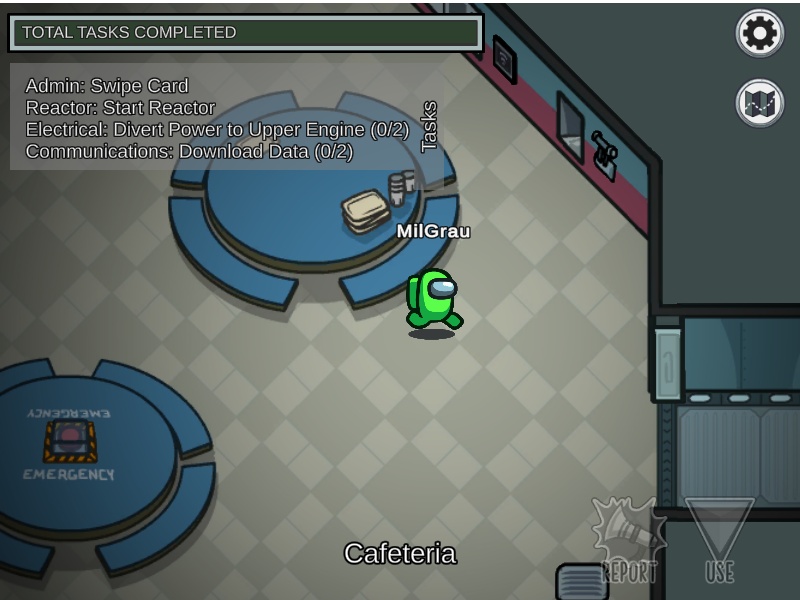 TOTAL TASKS COMPLETED
Admin: Swipe Card
Reactor: Start Reactor
Electrical: Divert Power to Upper Engine (0/2)
Communications: Download Data (0/2)
Tasks
MilGrau
EMERGENCY
EMERGENCY
Cafeteria
REPORT
USE